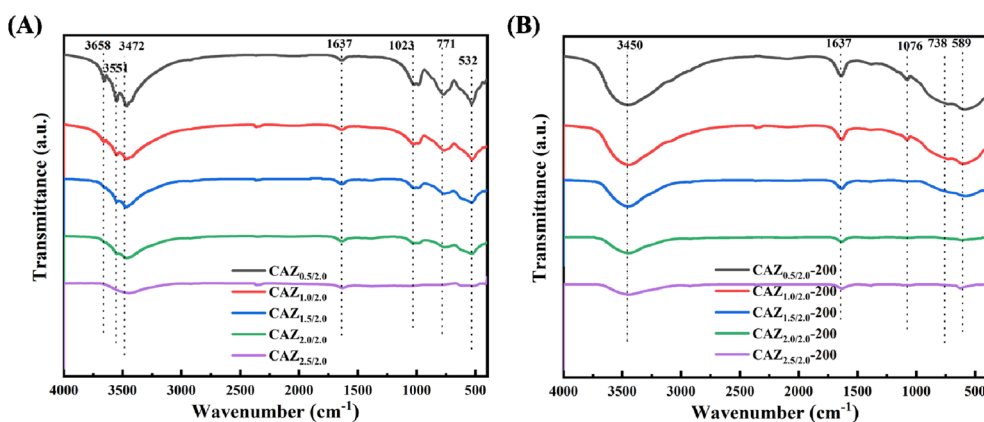 (A)
3658
3551
3472
1637
1023
771
532
Transmittance (a.u.)
CAZ0.5/2.0
CAZ1.0/2.0
CAZ1.5/2.0
CAZ2.0/2.0
CAZ2.5/2.0
4000 3500 3000 2500 2000 1500 1000 500
Wavenumber (cm-1)
(B)
3450
1637
1076
738
589
Transmittance (a.u.)
CAZ0.5/2.0-200
CAZ1.0/2.0-200
CAZ1.5/2.0-200
CAZ2.0/2.0-200
CAZ2.5/2.0-200
4000 3500 3000 2500 2000 1500 1000 500
Wavenumber (cm-1)